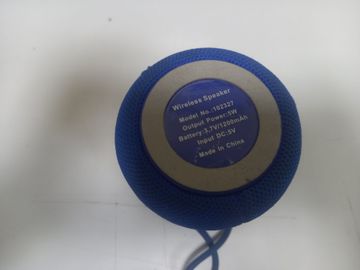 Wireless Speaker
Model No.:102327
Output Power:5W
Battery:3.7V/1200mAh
Input DC:5V
Made in China